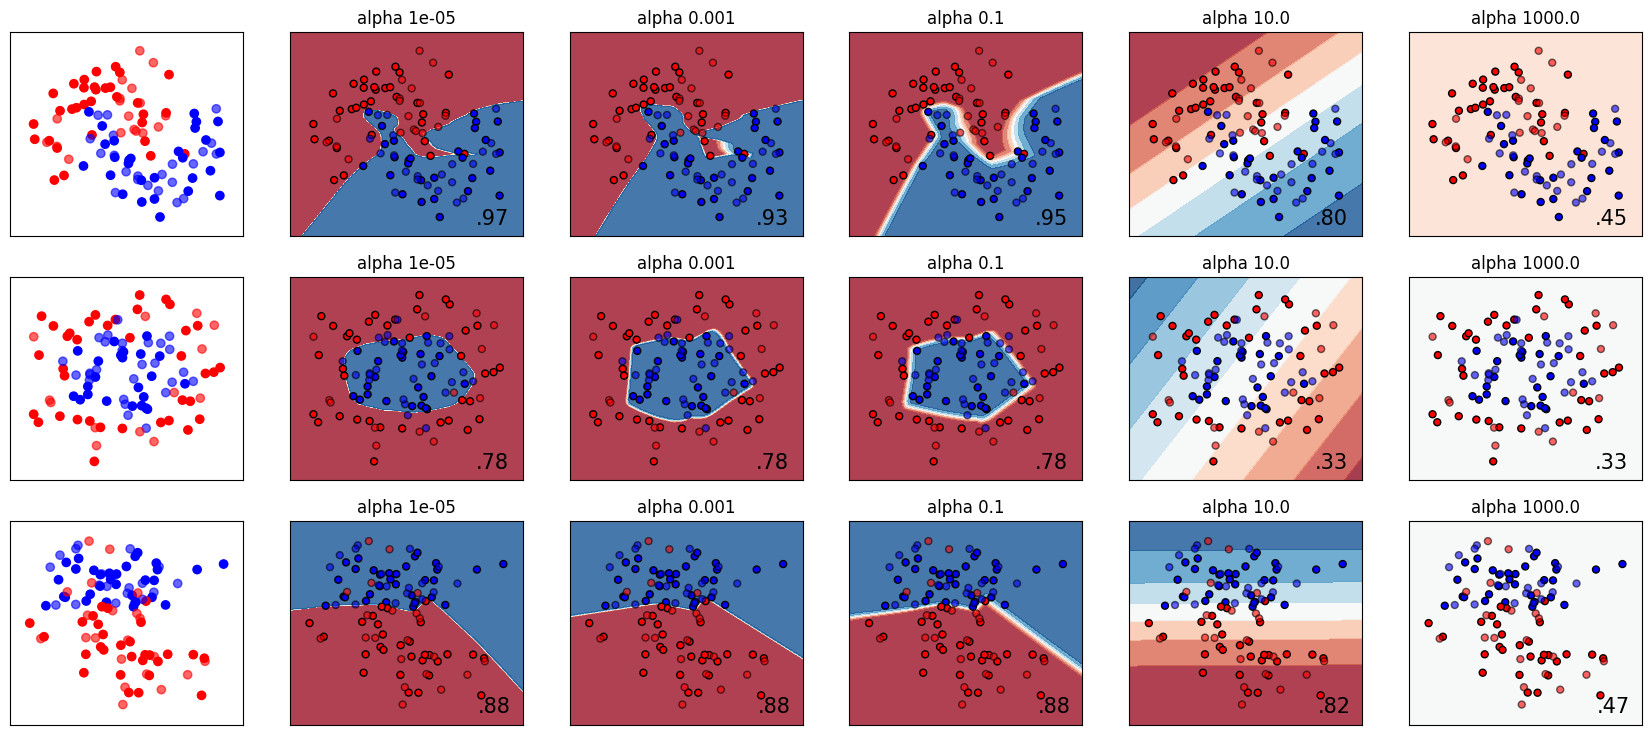 alpha 1e-05 alpha 0.001 alpha 0.1 alpha 10.0 alpha 1000.0
.97 .93 .95 .80 .45
alpha 1e-05 alpha 0.001 alpha 0.1 alpha 10.0 alpha 1000.0
.78 .78 .78 .33 .33
alpha 1e-05 alpha 0.001 alpha 0.1 alpha 10.0 alpha 1000.0
.88 .88 .88 .82 .47